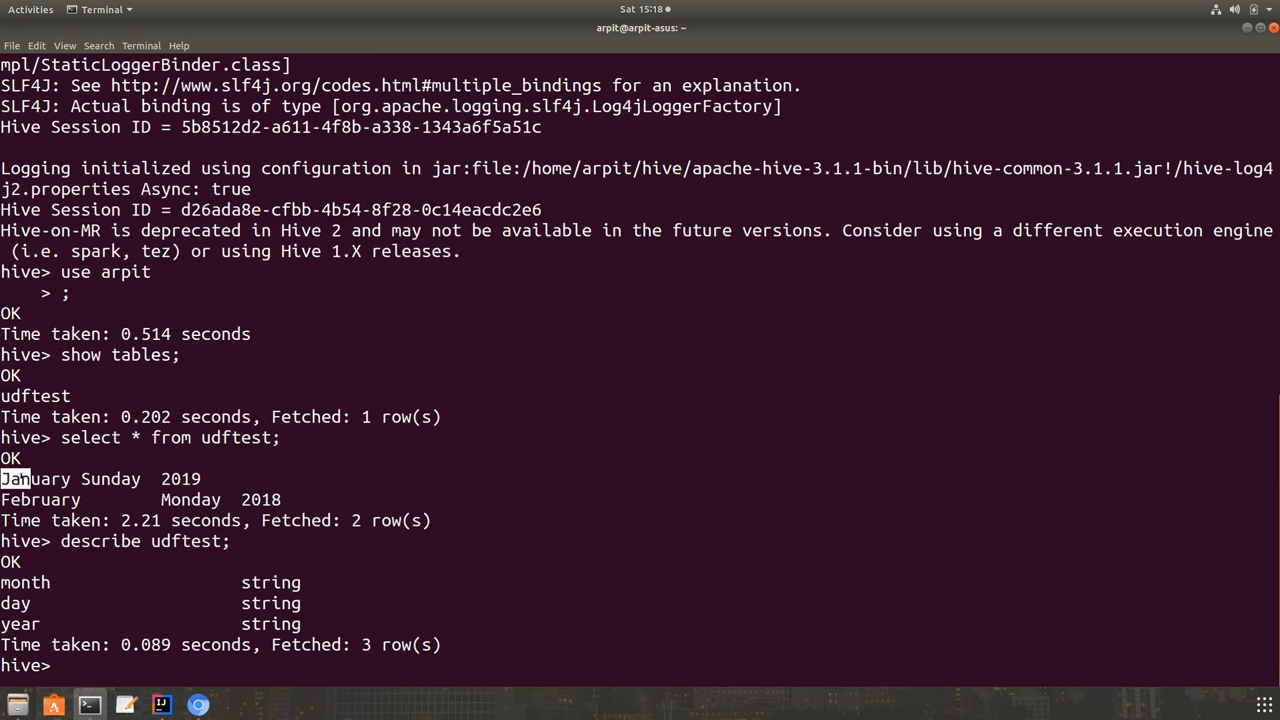 Activities Terminal Sat 15:18
arpit@arpit-asus: ~
File Edit View Search Terminal Help
mpl/StaticLoggerBinder.class]
SLF4J: See http://www.slf4j.org/codes.html#multiple_bindings for an explanation.
SLF4J: Actual binding is of type [org.apache.logging.slf4j.Log4jLoggerFactory]
Hive Session ID = 5b8512d2-a611-4f8b-a338-1343a6f5a51c
Logging initialized using configuration in jar:file:/home/arpit/hive/apache-hive-3.1.1-bin/lib/hive-common-3.1.1.jar!/hive-log4
j2.properties Async: true
Hive Session ID = d26ada8e-cfbb-4b54-8f28-0c14eacdc2e6
Hive-on-MR is deprecated in Hive 2 and may not be available in the future versions. Consider using a different execution engine
(i.e. spark, tez) or using Hive 1.X releases.
hive> use arpit
> ;
OK
Time taken: 0.514 seconds
hive> show tables;
OK
udftest
Time taken: 0.202 seconds, Fetched: 1 row(s)
hive> select * from udftest;
OK
January Sunday 2019
February Monday 2018
Time taken: 2.21 seconds, Fetched: 2 row(s)
hive> describe udftest;
OK
month string
day string
year string
Time taken: 0.089 seconds, Fetched: 3 row(s)
hive>
IJ